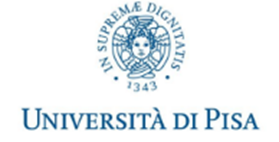 IN SUPREMÆ DIGNITATIS
·1343·
UNIVERSITÀ DI PISA